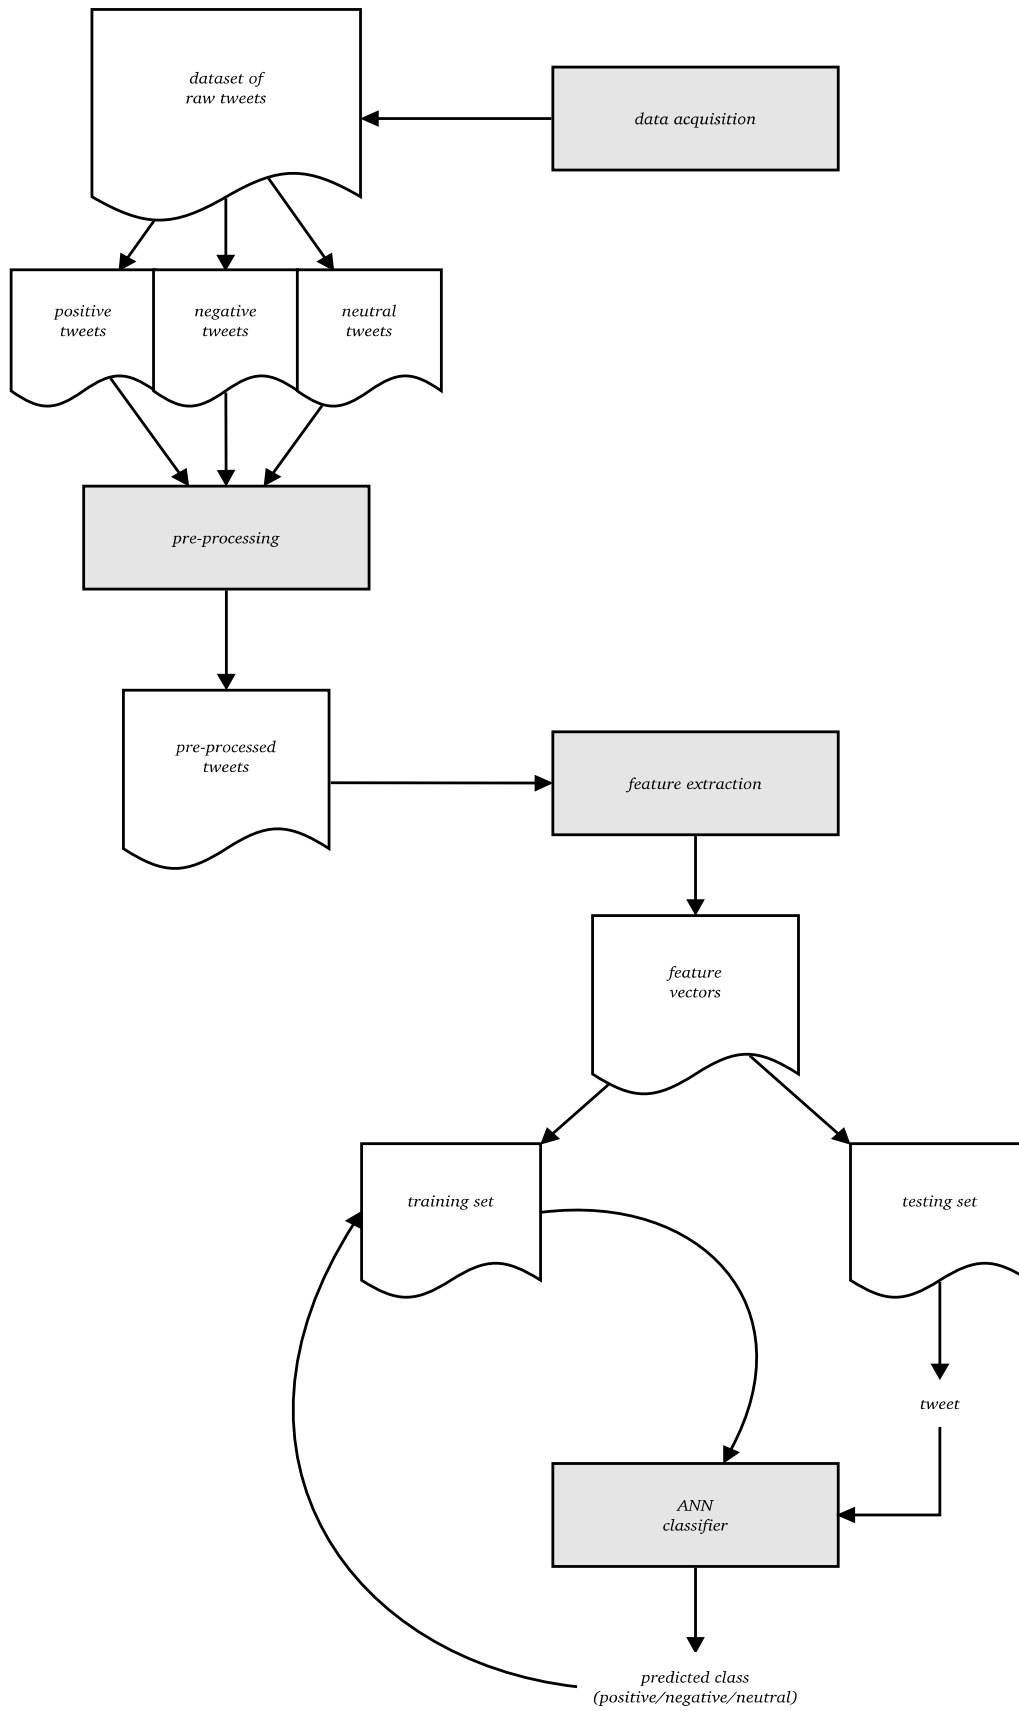 dataset of
raw tweets
data acquisition
positive
tweets
negative
tweets
neutral
tweets
pre-processing
pre-processed
tweets
feature extraction
feature
vectors
training set
testing set
tweet
ANN
classifier
predicted class
(positive/negative/neutral)